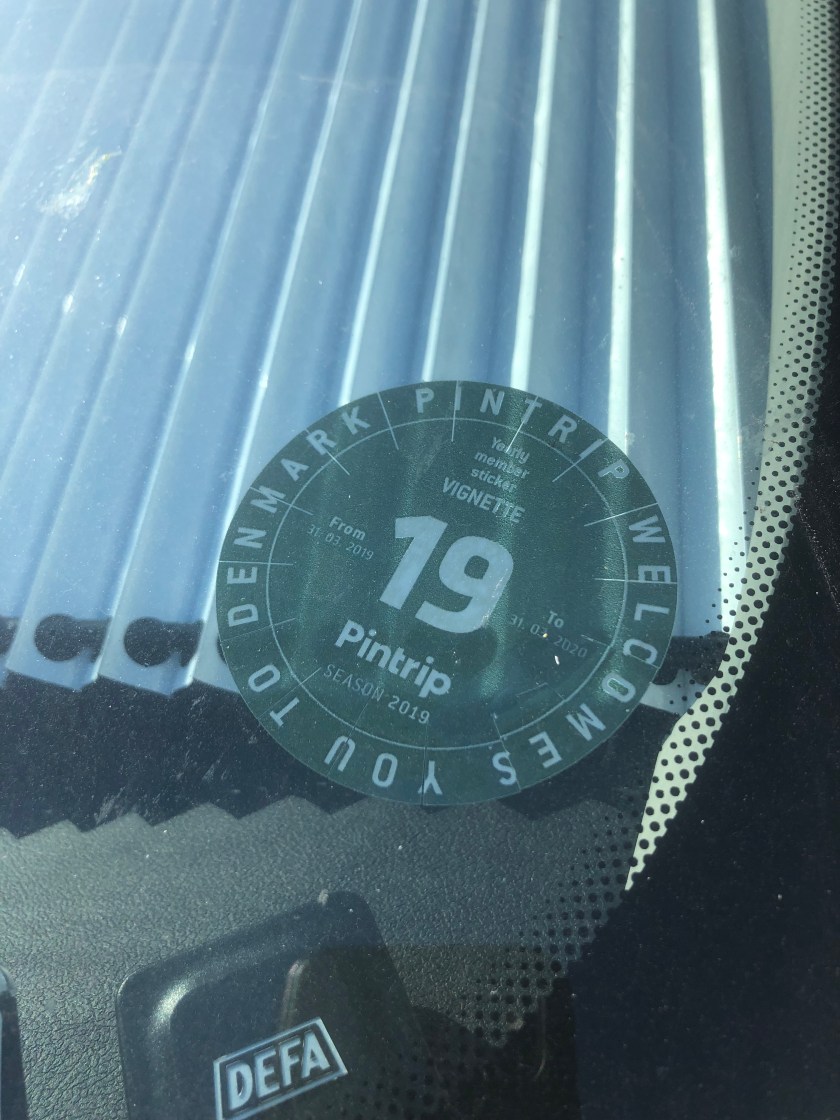 PINTRIP WELCOMES YOU TO DENMARK
Yearly
member
sticker
VIGNETTE
From
31. 03. 2019
19
To
31. 03. 2020
Pintrip
SEASON 2019
DEFA